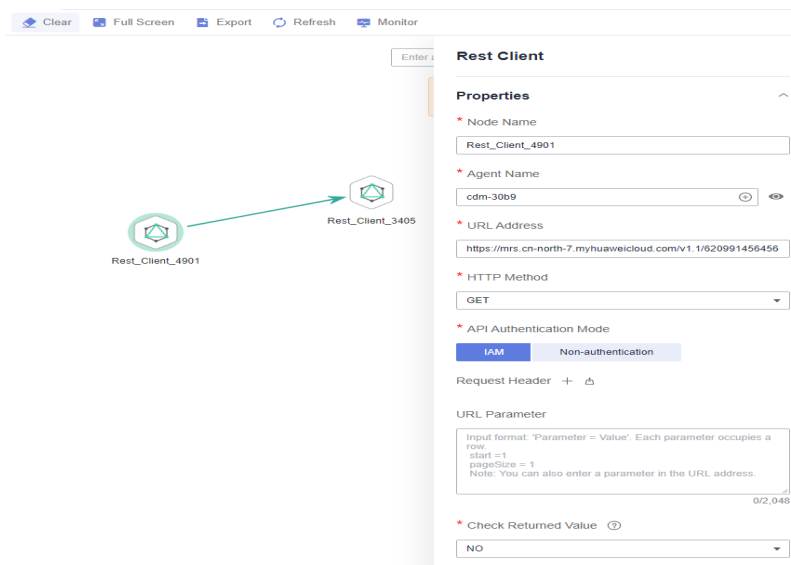 Clear Full Screen Export Refresh Monitor
Enter
Rest_Client_3405
Rest_Client_4901
Rest Client
Properties
* Node Name
Rest_Client_4901
* Agent Name
cdm-30b9
* URL Address
https://mrs.cn-north-7.myhuaweicloud.com/v1.1/620991456456
* HTTP Method
GET
* API Authentication Mode
IAM Non-authentication
Request Header
URL Parameter
Input format: 'Parameter = Value'. Each parameter occupies a
row.
start =1
pageSize = 1
Note: You can also enter a parameter in the URL address.
0/2,048
* Check Returned Value ?
NO